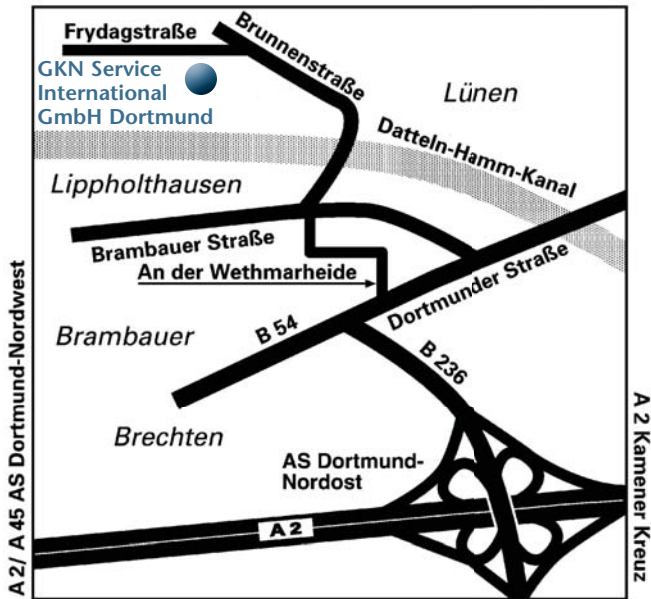 Frydagstraße
Brunnenstraße
GKN Service
International
GmbH Dortmund
Lünen
Datteln-Hamm-Kanal
Lippholthausen
Brambauer Straße
An der Wethmarheide
Dortmunder Straße
B 54
Brambauer
B 236
Brechten
AS Dortmund-
Nordost
A 2
A 2/ A 45 AS Dortmund-Nordwest
A 2 Kamener Kreuz